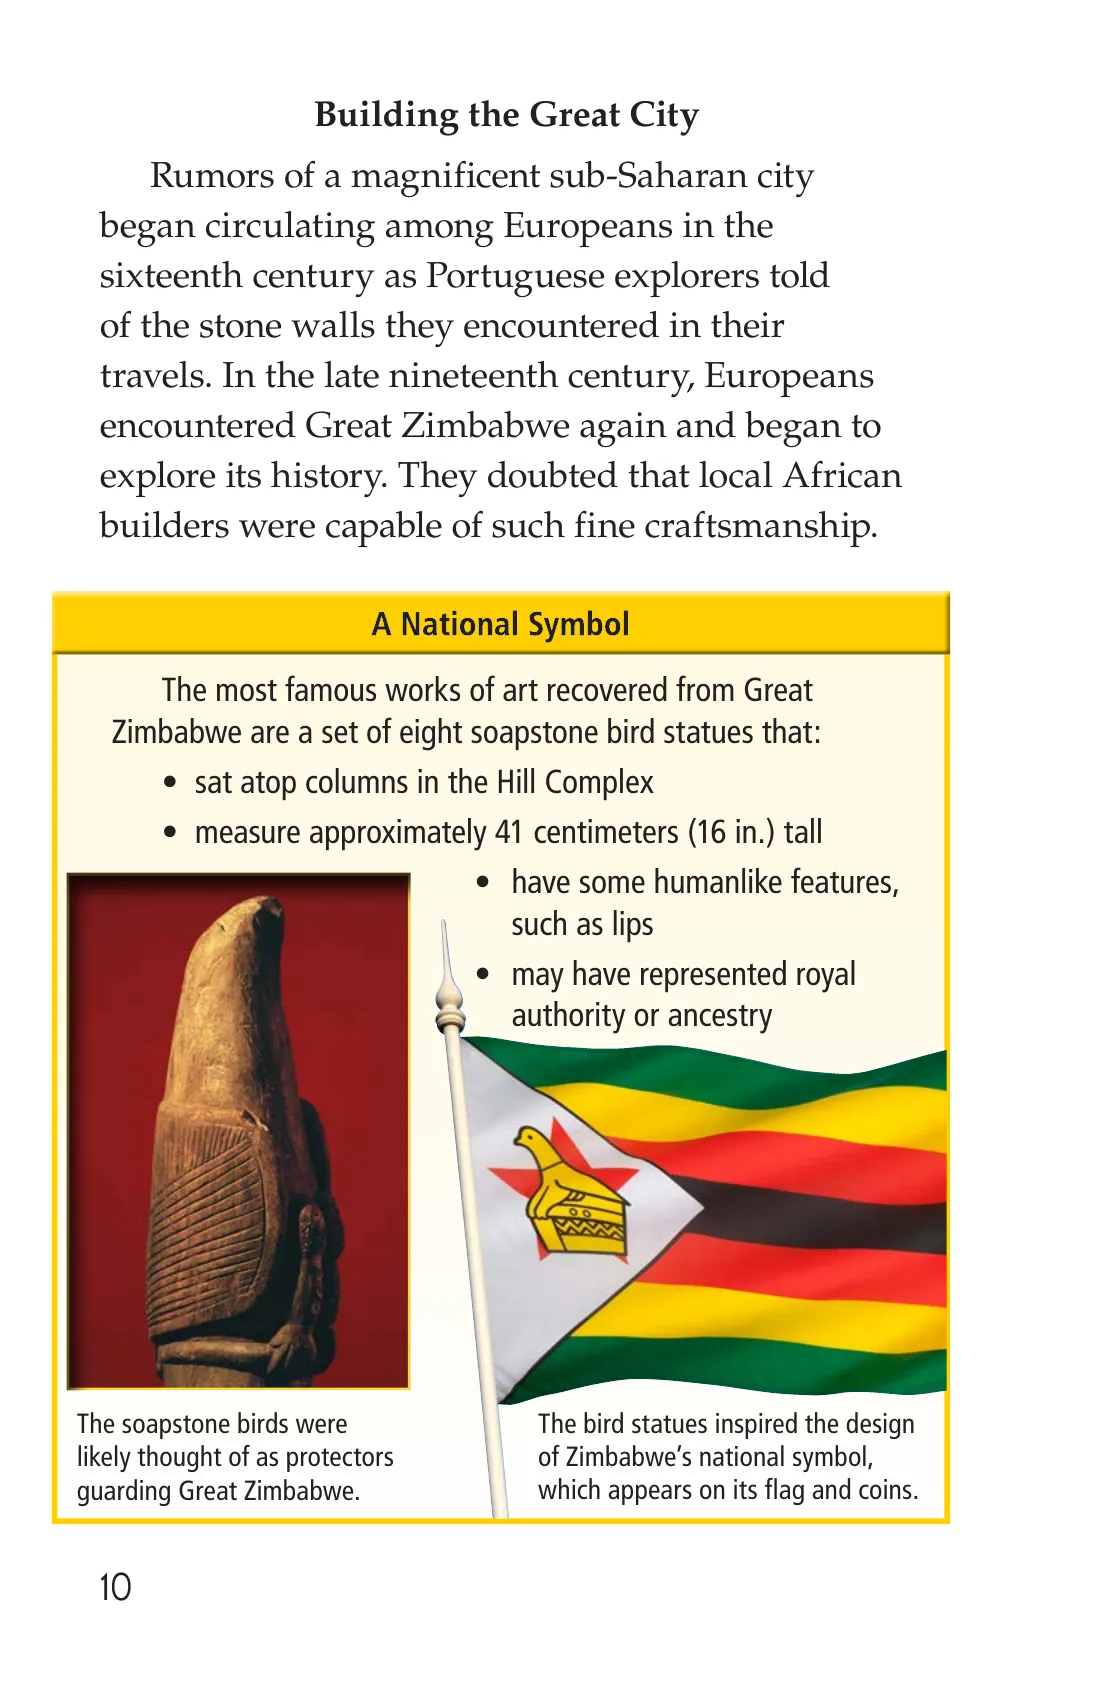 Building the Great City
Rumors of a magnificent sub-Saharan city
began circulating among Europeans in the
sixteenth century as Portuguese explorers told
of the stone walls they encountered in their
travels. In the late nineteenth century, Europeans
encountered Great Zimbabwe again and began to
explore its history. They doubted that local African
builders were capable of such fine craftsmanship.
A National Symbol
The most famous works of art recovered from Great
Zimbabwe are a set of eight soapstone bird statues that:
• sat atop columns in the Hill Complex
• measure approximately 41 centimeters (16 in.) tall
• have some humanlike features,
such as lips
• may have represented royal
authority or ancestry
The soapstone birds were
likely thought of as protectors
guarding Great Zimbabwe.
The bird statues inspired the design
of Zimbabwe’s national symbol,
which appears on its flag and coins.
10